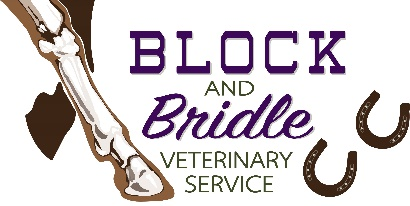 BLOCK
AND
Bridle
VETERINARY
SERVICE